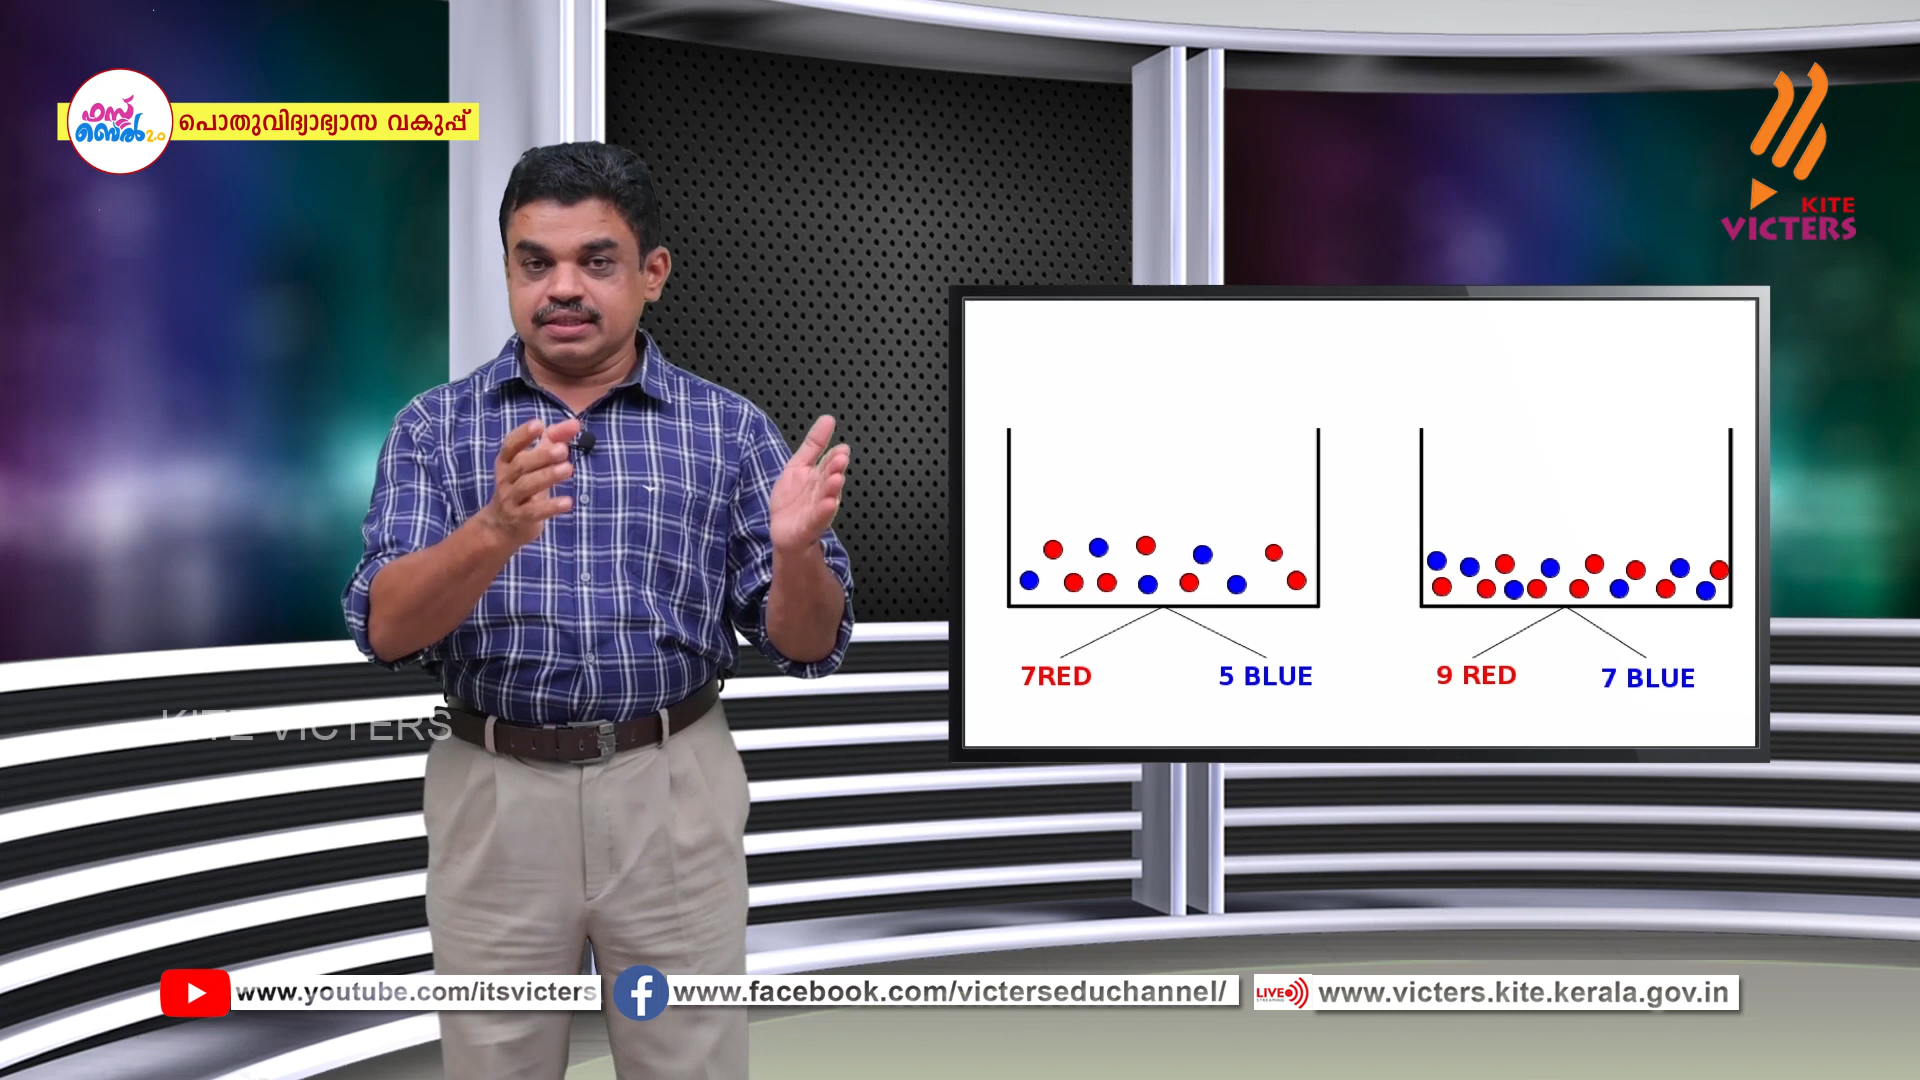 ഫസ്റ്റ്
ബെൽ 2.0
പൊതുവിദ്യാഭ്യാസ വകുപ്പ്
KITE
VICTERS
7RED
5 BLUE
9 RED
7 BLUE
KITE VICTERS
www.youtube.com/itsvicters
www.facebook.com/victerseduchannel/
LIVE
STREAMING
www.victers.kite.kerala.gov.in